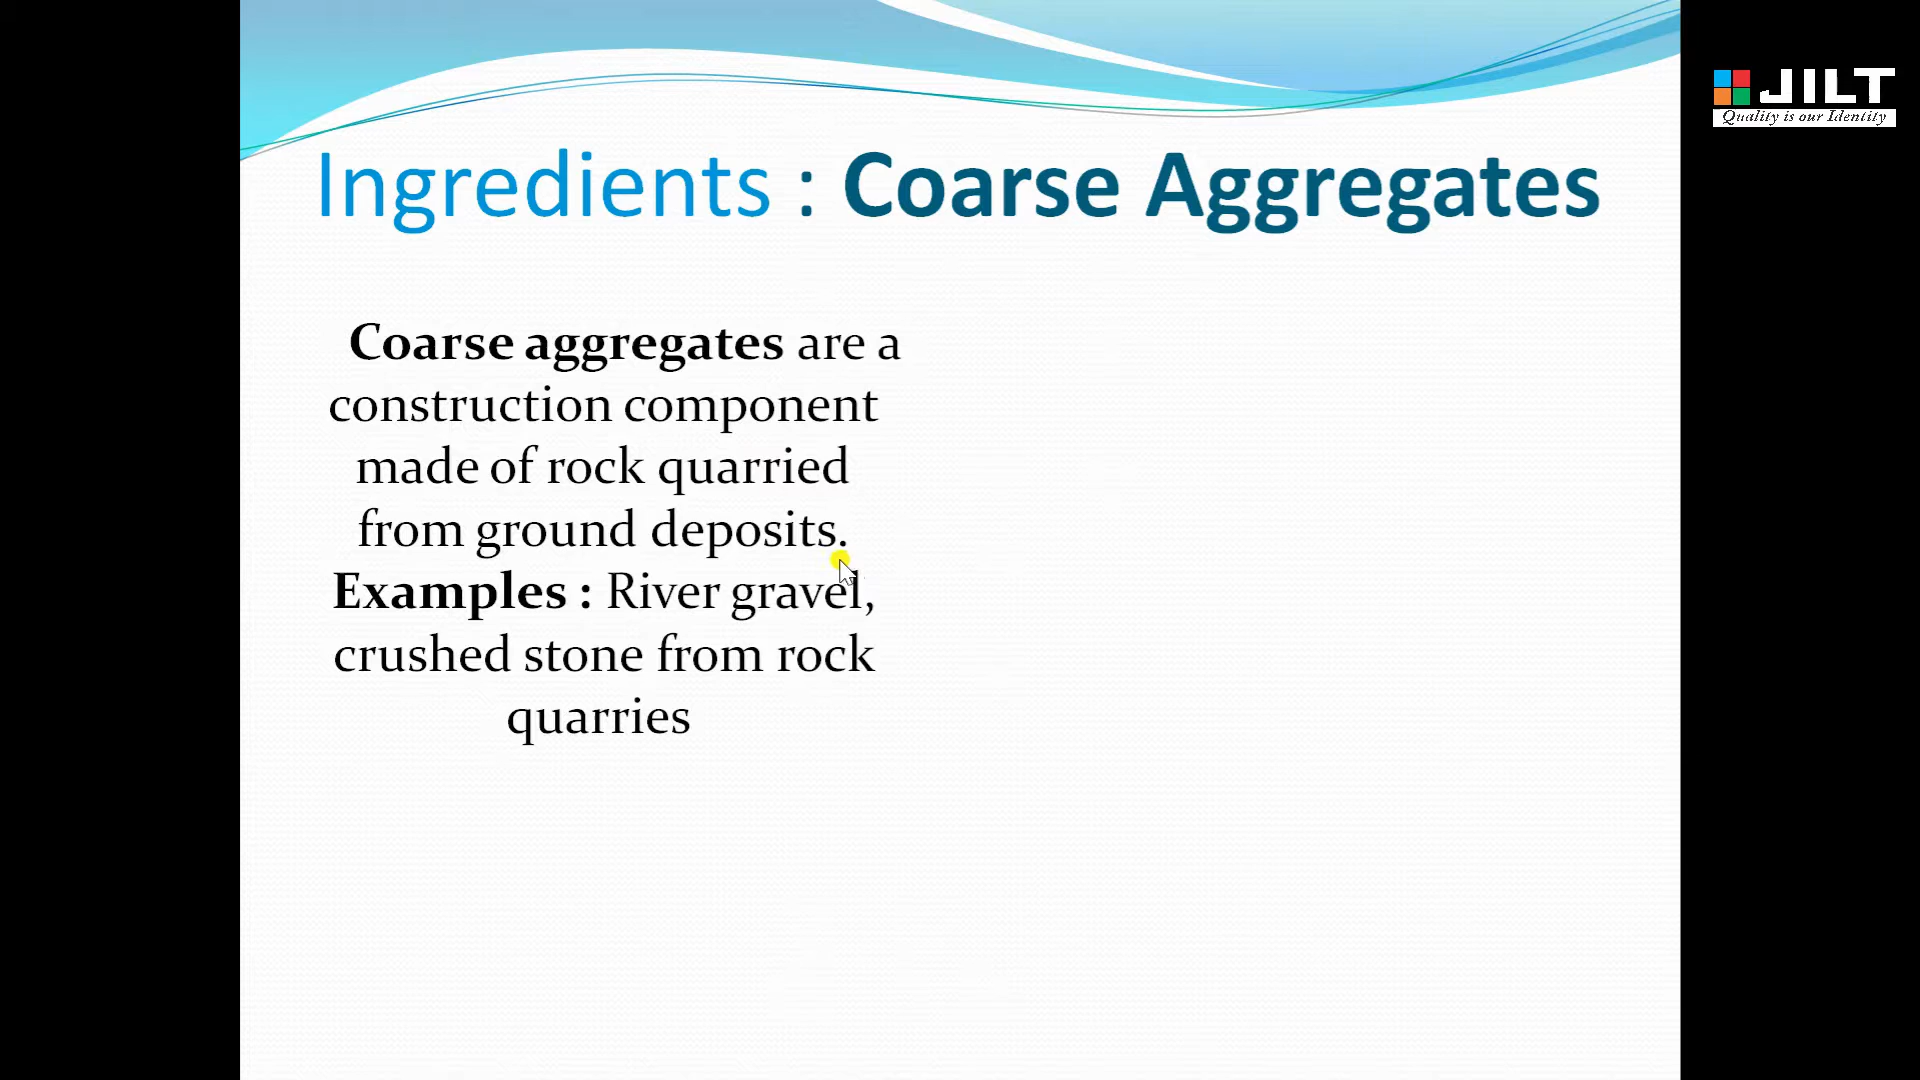 JILT
Quality is our Identity
Ingredients : Coarse Aggregates
Coarse aggregates are a
construction component
made of rock quarried
from ground deposits.
Examples : River gravel,
crushed stone from rock
quarries